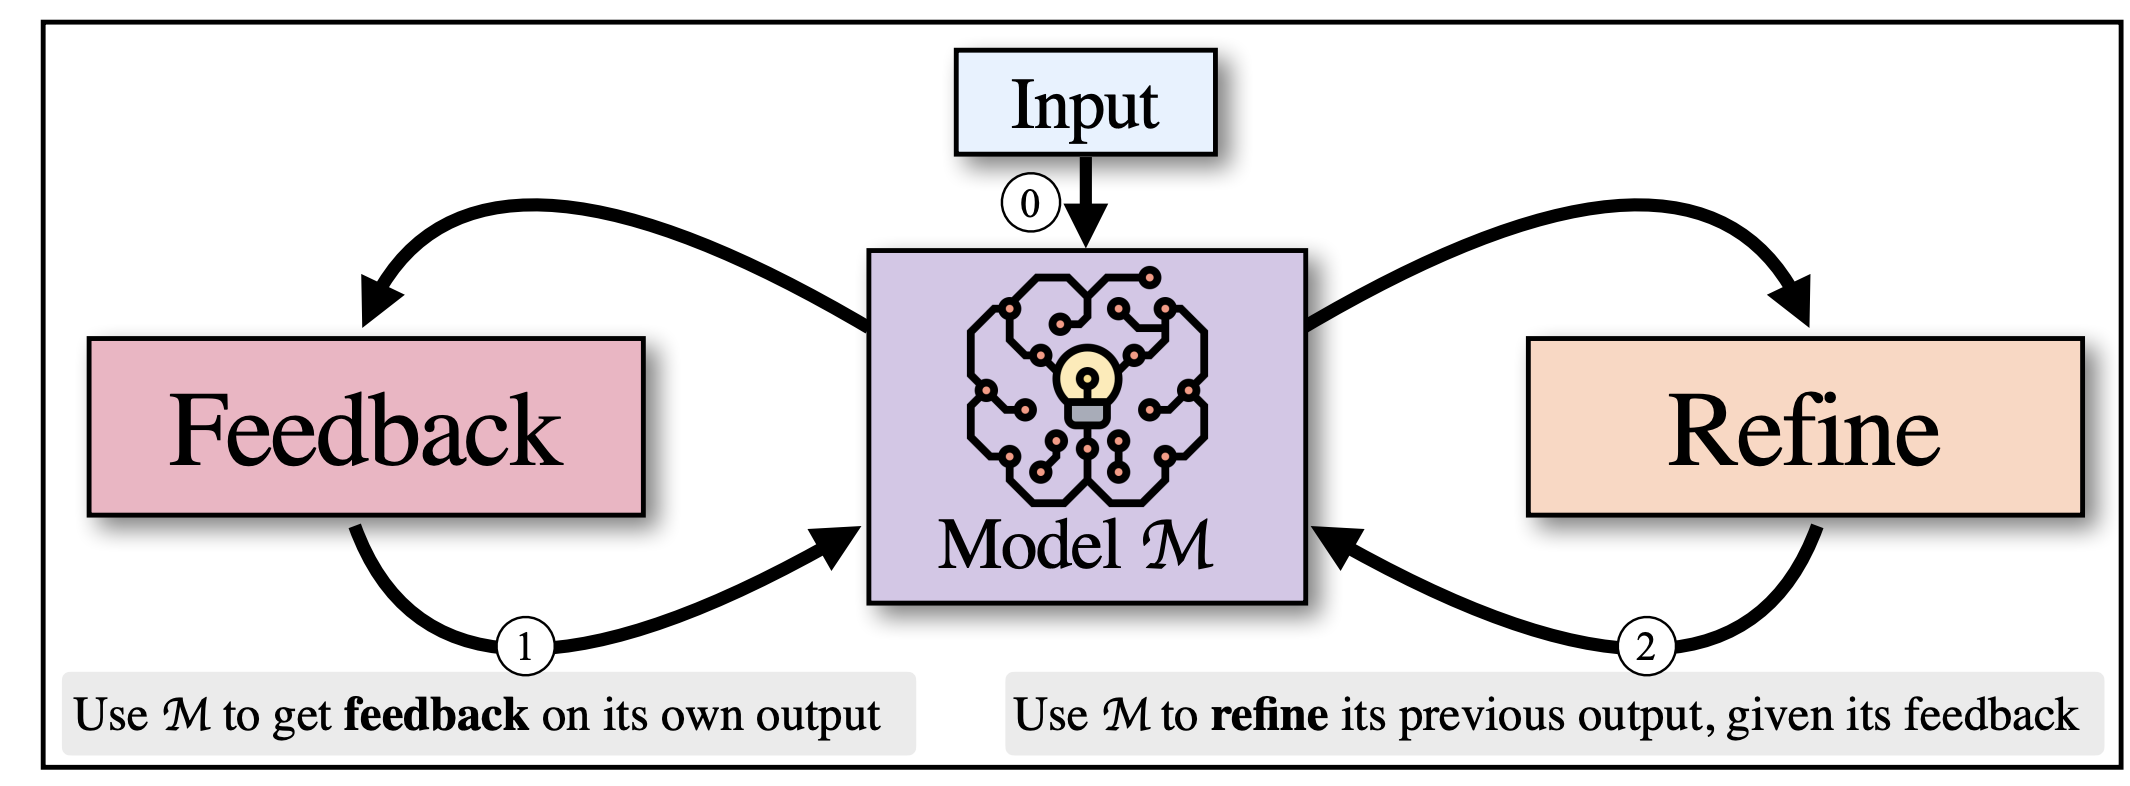 Input
0
Feedback
Refine
Model ℳ
1
2
Use ℳ to get feedback on its own output
Use ℳ to refine its previous output, given its feedback